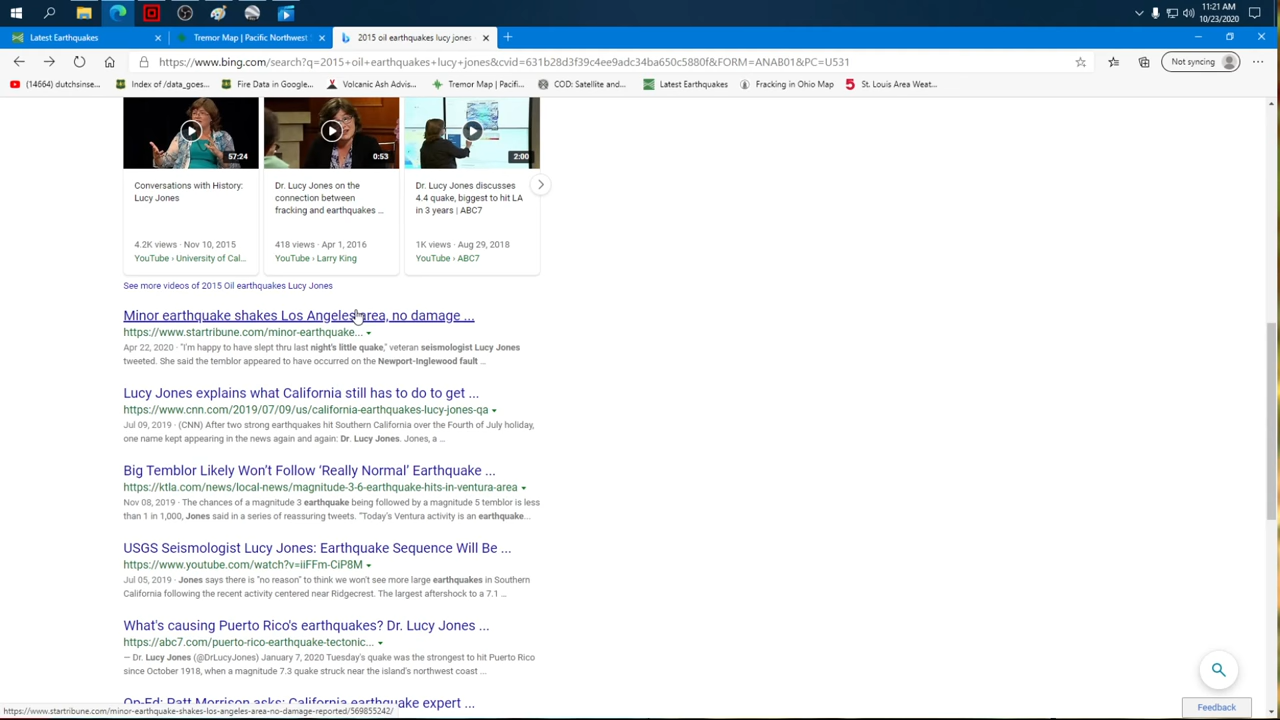 11:21 AM
10/23/2020
Latest Earthquakes
Tremor Map | Pacific Northwest S
2015 oil earthquakes lucy jones
https://www.bing.com/search?q=2015+oil+earthquakes+lucy+jones&cvid=631b28d3f39c4ee9adc34ba650c5880f&FORM=ANAB01&PC=U531
Not syncing
(14664) dutchsinse...
Index of /data_goes...
Fire Data in Google...
Volcanic Ash Advis...
Tremor Map | Pacifi...
COD: Satellite and...
Latest Earthquakes
Fracking in Ohio Map
St. Louis Area Weat...
57:24
0:53
2:00
Conversations with History:
Lucy Jones
4.2K views · Nov 10, 2015
YouTube › University of Cal...
Dr. Lucy Jones on the
connection between
fracking and earthquakes ...
418 views · Apr 1, 2016
YouTube › Larry King
Dr. Lucy Jones discusses
4.4 quake, biggest to hit LA
in 3 years | ABC7
1K views · Aug 29, 2018
YouTube › ABC7
See more videos of 2015 Oil earthquakes Lucy Jones
Minor earthquake shakes Los Angeles area, no damage ...
https://www.startribune.com/minor-earthquake...
Apr 22, 2020 · "I'm happy to have slept thru last night's little quake," veteran seismologist Lucy Jones
tweeted. She said the temblor appeared to have occurred on the Newport-Inglewood fault ...
Lucy Jones explains what California still has to do to get ...
https://www.cnn.com/2019/07/09/us/california-earthquakes-lucy-jones-qa
Jul 09, 2019 · (CNN) After two strong earthquakes hit Southern California over the Fourth of July holiday,
one name kept appearing in the news again and again: Dr. Lucy Jones. Jones, a ...
Big Temblor Likely Won't Follow 'Really Normal' Earthquake ...
https://ktla.com/news/local-news/magnitude-3-6-earthquake-hits-in-ventura-area
Nov 08, 2019 · The chances of a magnitude 3 earthquake being followed by a magnitude 5 temblor is less
than 1 in 1,000, Jones said in a series of reassuring tweets. "Today's Ventura activity is an earthquake...
USGS Seismologist Lucy Jones: Earthquake Sequence Will Be ...
https://www.youtube.com/watch?v=iiFFm-CiP8M
Jul 05, 2019 · Jones says there is "no reason" to think we won't see more large earthquakes in Southern
California following the recent activity centered near Ridgecrest. The largest aftershock to a 7.1 ...
What's causing Puerto Rico's earthquakes? Dr. Lucy Jones ...
https://abc7.com/puerto-rico-earthquake-tectonic...
— Dr. Lucy Jones (@DrLucyJones) January 7, 2020 Tuesday's quake was the strongest to hit Puerto Rico
since October 1918, when a magnitude 7.3 quake struck near the island's northwest coast ...
Op-Ed: Patt Morrison asks: California earthquake expert ...
https://www.startribune.com/minor-earthquake-shakes-los-angeles-area-no-damage-reported/569855242/
Feedback